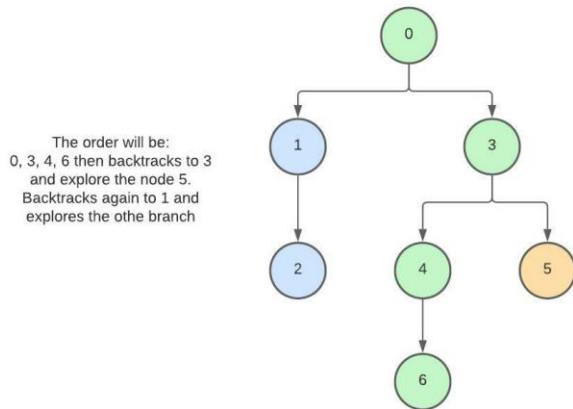 0
The order will be:
0, 3, 4, 6 then backtracks to 3
and explore the node 5.
Backtracks again to 1 and
explores the othe branch
1
3
2
4
5
6